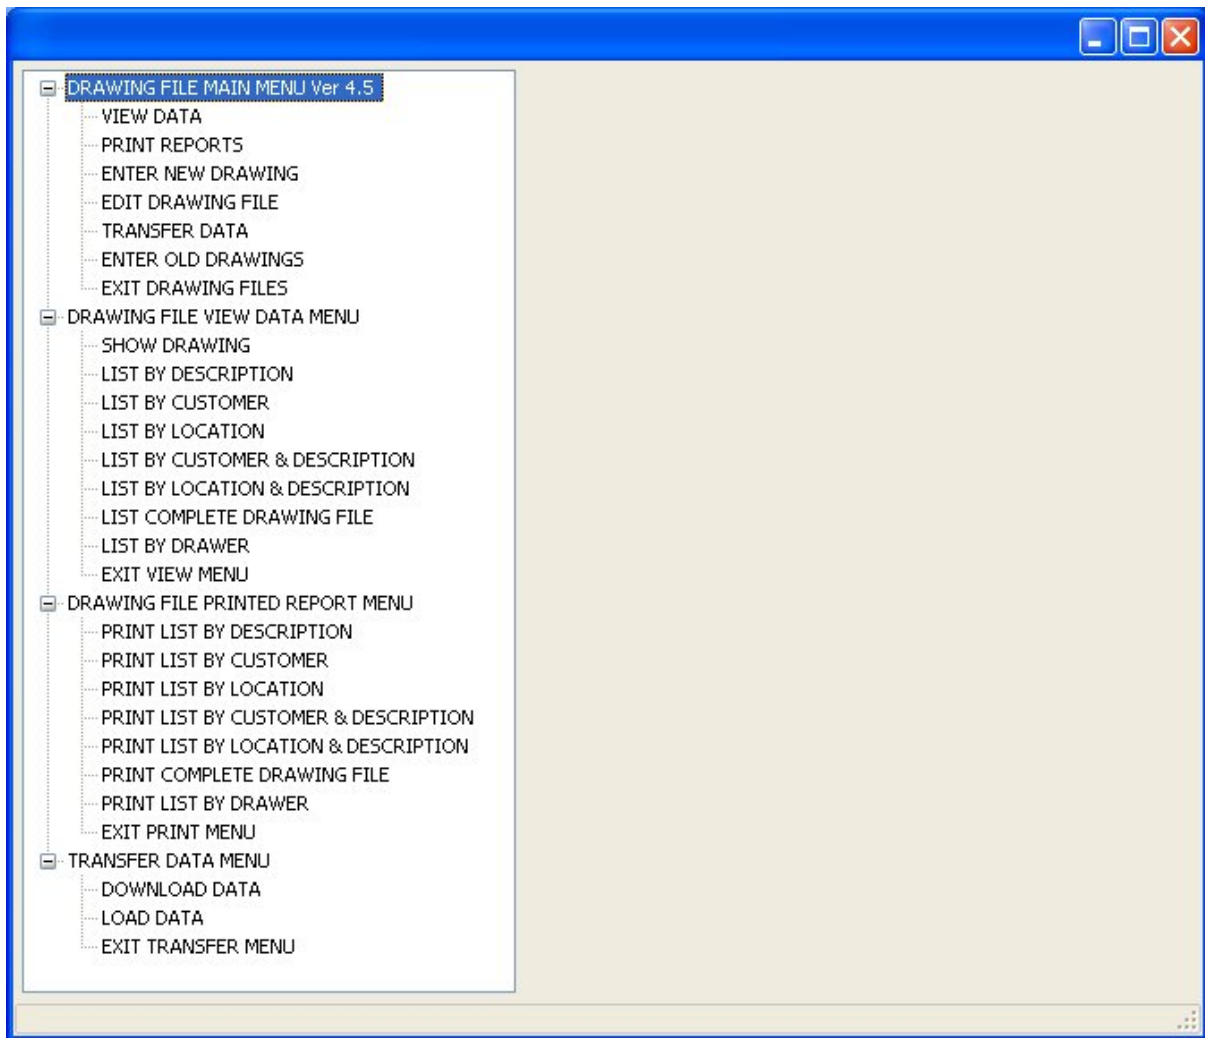 DRAWING FILE MAIN MENU Ver 4.5
VIEW DATA
PRINT REPORTS
ENTER NEW DRAWING
EDIT DRAWING FILE
TRANSFER DATA
ENTER OLD DRAWINGS
EXIT DRAWING FILES
DRAWING FILE VIEW DATA MENU
SHOW DRAWING
LIST BY DESCRIPTION
LIST BY CUSTOMER
LIST BY LOCATION
LIST BY CUSTOMER & DESCRIPTION
LIST BY LOCATION & DESCRIPTION
LIST COMPLETE DRAWING FILE
LIST BY DRAWER
EXIT VIEW MENU
DRAWING FILE PRINTED REPORT MENU
PRINT LIST BY DESCRIPTION
PRINT LIST BY CUSTOMER
PRINT LIST BY LOCATION
PRINT LIST BY CUSTOMER & DESCRIPTION
PRINT LIST BY LOCATION & DESCRIPTION
PRINT COMPLETE DRAWING FILE
PRINT LIST BY DRAWER
EXIT PRINT MENU
TRANSFER DATA MENU
DOWNLOAD DATA
LOAD DATA
EXIT TRANSFER MENU